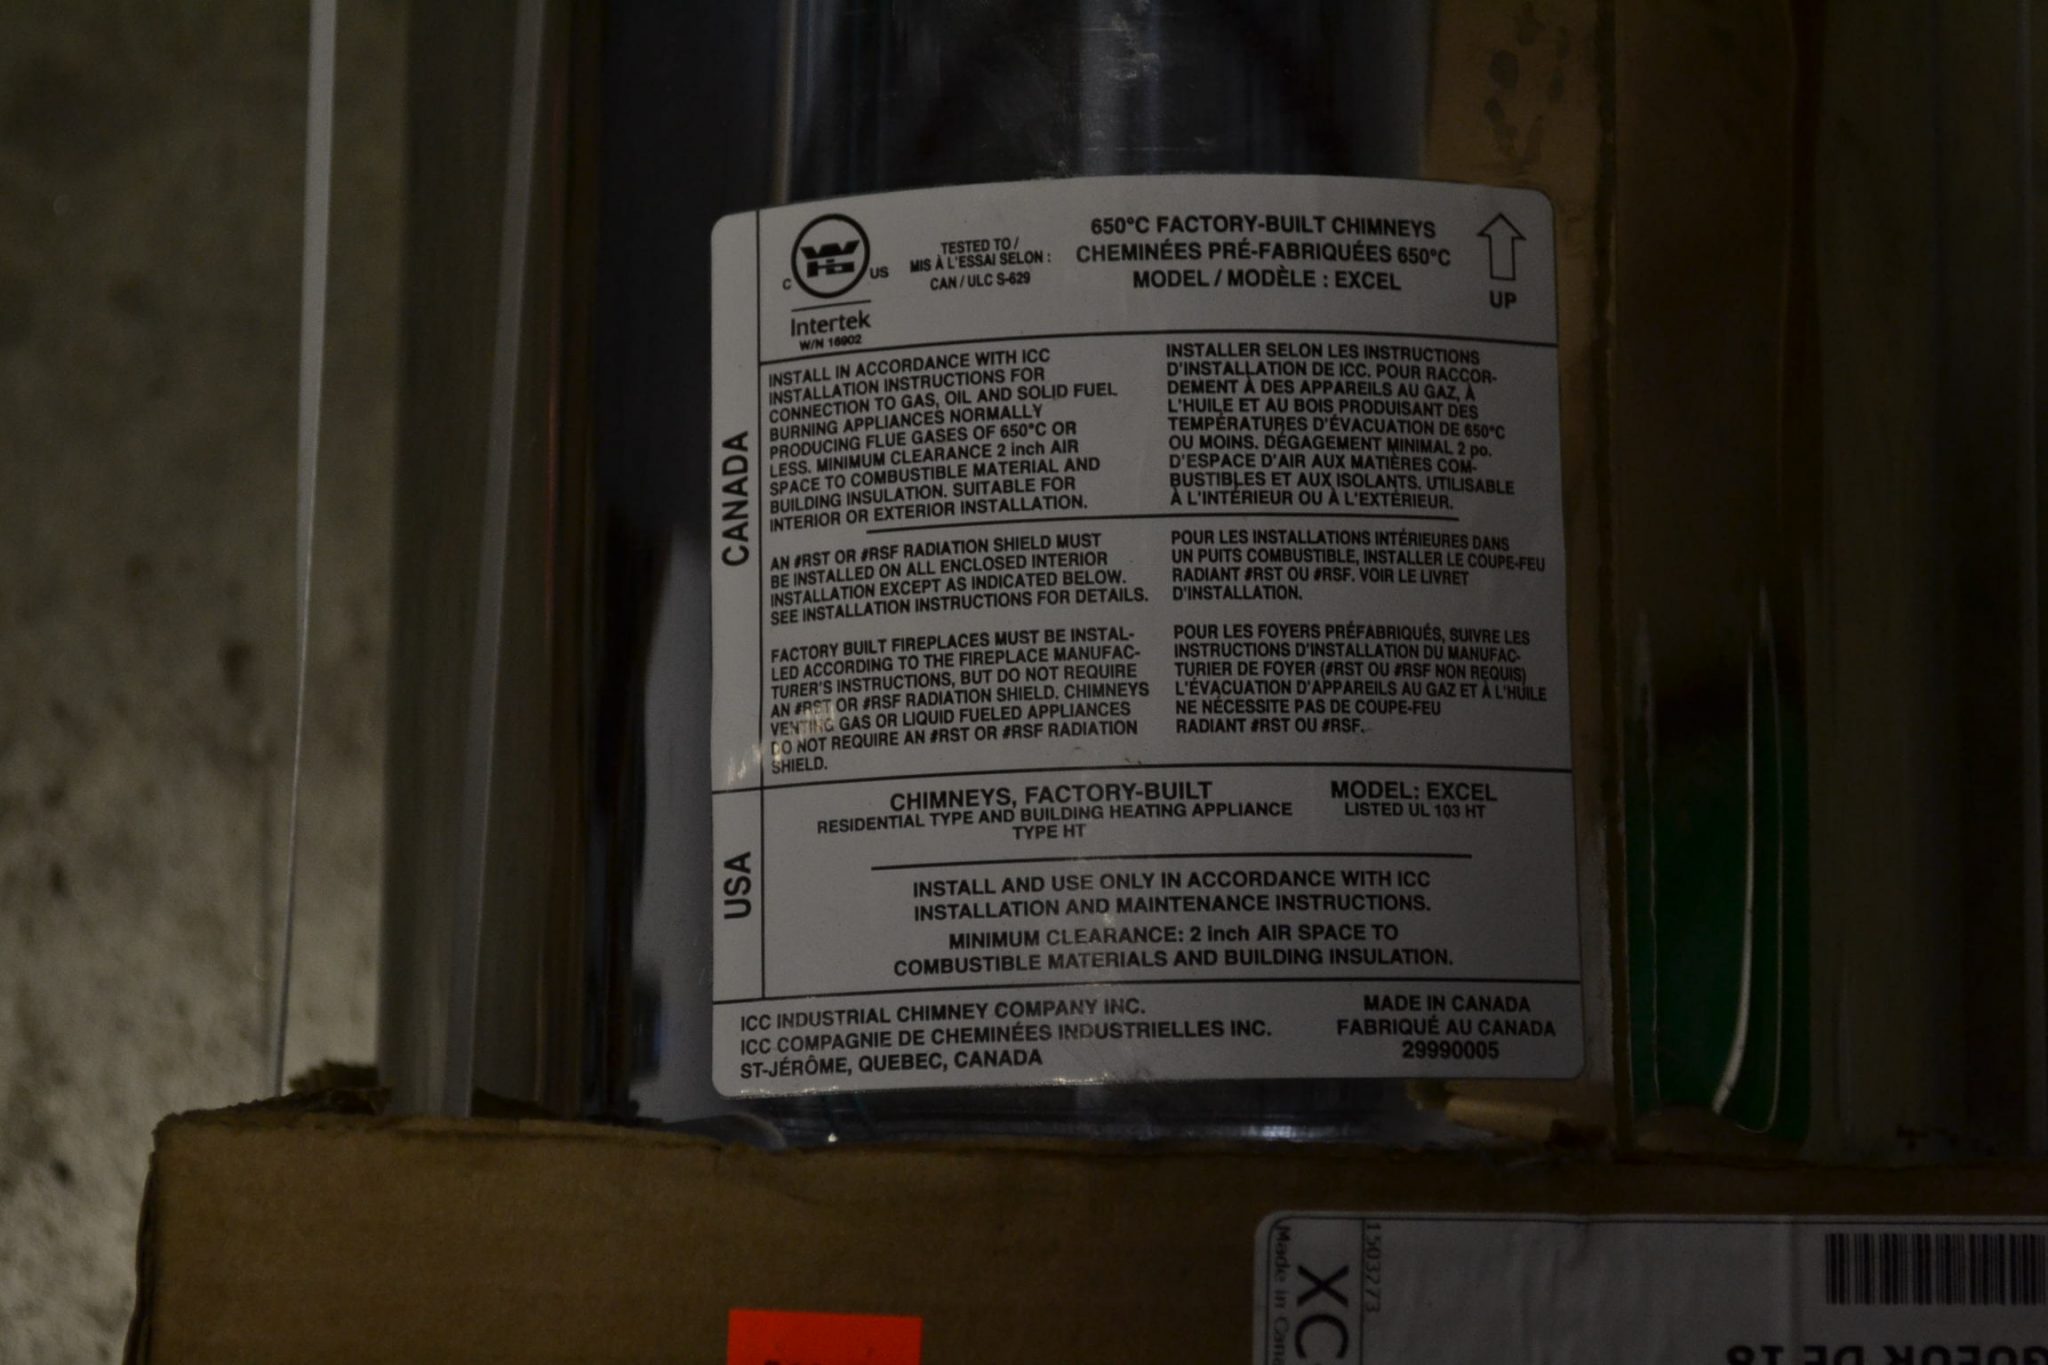 CANADA
C US
Intertek
W/N 16902
TESTED TO /
MIS À L'ESSAI SELON :
CAN / ULC S-629
650°C FACTORY-BUILT CHIMNEYS
CHEMINÉES PRÉ-FABRIQUÉES 650°C
MODEL / MODÈLE : EXCEL
UP
INSTALL IN ACCORDANCE WITH ICC
INSTALLATION INSTRUCTIONS FOR
CONNECTION TO GAS, OIL AND SOLID FUEL
BURNING APPLIANCES NORMALLY
PRODUCING FLUE GASES OF 650°C OR
LESS. MINIMUM CLEARANCE 2 inch AIR
SPACE TO COMBUSTIBLE MATERIAL AND
BUILDING INSULATION. SUITABLE FOR
INTERIOR OR EXTERIOR INSTALLATION.
INSTALLER SELON LES INSTRUCTIONS
D'INSTALLATION DE ICC. POUR RACCOR-
DEMENT À DES APPAREILS AU GAZ, À
L'HUILE ET AU BOIS PRODUISANT DES
TEMPÉRATURES D'ÉVACUATION DE 650°C
OU MOINS. DÉGAGEMENT MINIMAL 2 po.
D'ESPACE D'AIR AUX MATIÈRES COM-
BUSTIBLES ET AUX ISOLANTS. UTILISABLE
À L'INTÉRIEUR OU À L'EXTÉRIEUR.
AN #RST OR #RSF RADIATION SHIELD MUST
BE INSTALLED ON ALL ENCLOSED INTERIOR
INSTALLATION EXCEPT AS INDICATED BELOW.
SEE INSTALLATION INSTRUCTIONS FOR DETAILS.
POUR LES INSTALLATIONS INTÉRIEURES DANS
UN PUITS COMBUSTIBLE, INSTALLER LE COUPE-FEU
RADIANT #RST OU #RSF. VOIR LE LIVRET
D'INSTALLATION.
FACTORY BUILT FIREPLACES MUST BE INSTAL-
LED ACCORDING TO THE FIREPLACE MANUFAC-
TURER'S INSTRUCTIONS, BUT DO NOT REQUIRE
AN #RST OR #RSF RADIATION SHIELD. CHIMNEYS
VENTING GAS OR LIQUID FUELED APPLIANCES
DO NOT REQUIRE AN #RST OR #RSF RADIATION
SHIELD.
POUR LES FOYERS PRÉFABRIQUÉS, SUIVRE LES
INSTRUCTIONS D'INSTALLATION DU MANUFAC-
TURIER DE FOYER (#RST OU #RSF NON REQUIS)
L'ÉVACUATION D'APPAREILS AU GAZ ET À L'HUILE
NE NÉCESSITE PAS DE COUPE-FEU
RADIANT #RST OU #RSF.
USA
CHIMNEYS, FACTORY-BUILT
RESIDENTIAL TYPE AND BUILDING HEATING APPLIANCE
TYPE HT
MODEL: EXCEL
LISTED UL 103 HT
INSTALL AND USE ONLY IN ACCORDANCE WITH ICC
INSTALLATION AND MAINTENANCE INSTRUCTIONS.
MINIMUM CLEARANCE: 2 inch AIR SPACE TO
COMBUSTIBLE MATERIALS AND BUILDING INSULATION.
ICC INDUSTRIAL CHIMNEY COMPANY INC.
ICC COMPAGNIE DE CHEMINÉES INDUSTRIELLES INC.
ST-JÉRÔME, QUEBEC, CANADA
MADE IN CANADA
FABRIQUÉ AU CANADA
29990005
Made in
XC
DE 18